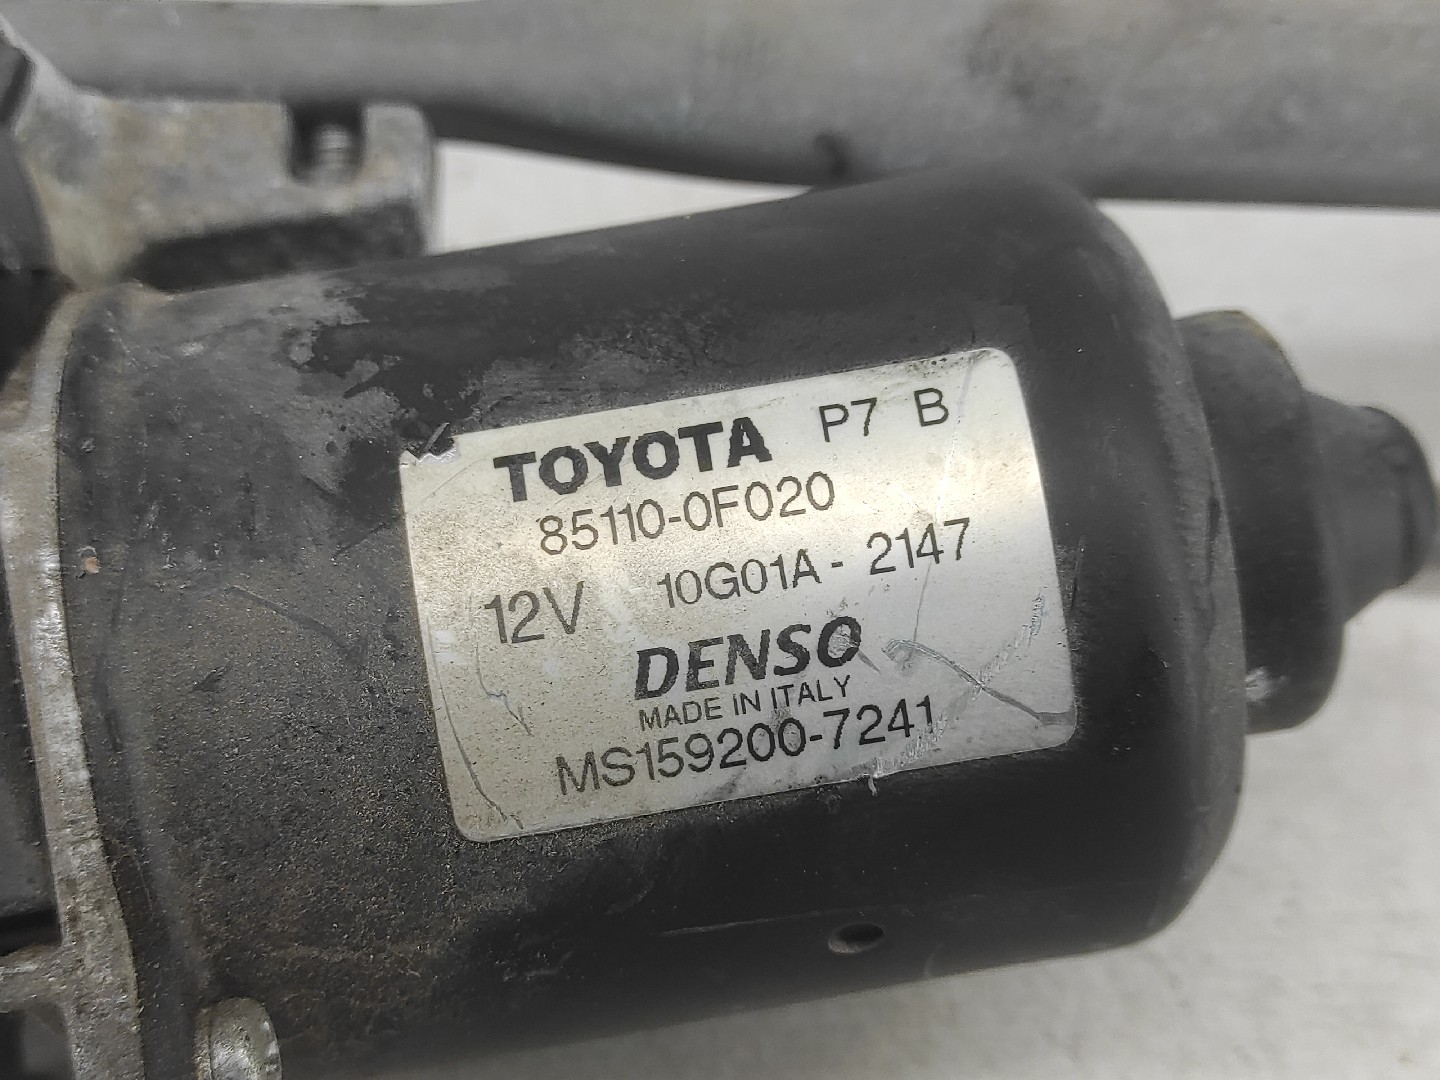 TOYOTA P7 B
85110-0F020
12V 10G01A - 2147
DENSO
MADE IN ITALY
MS159200-7241